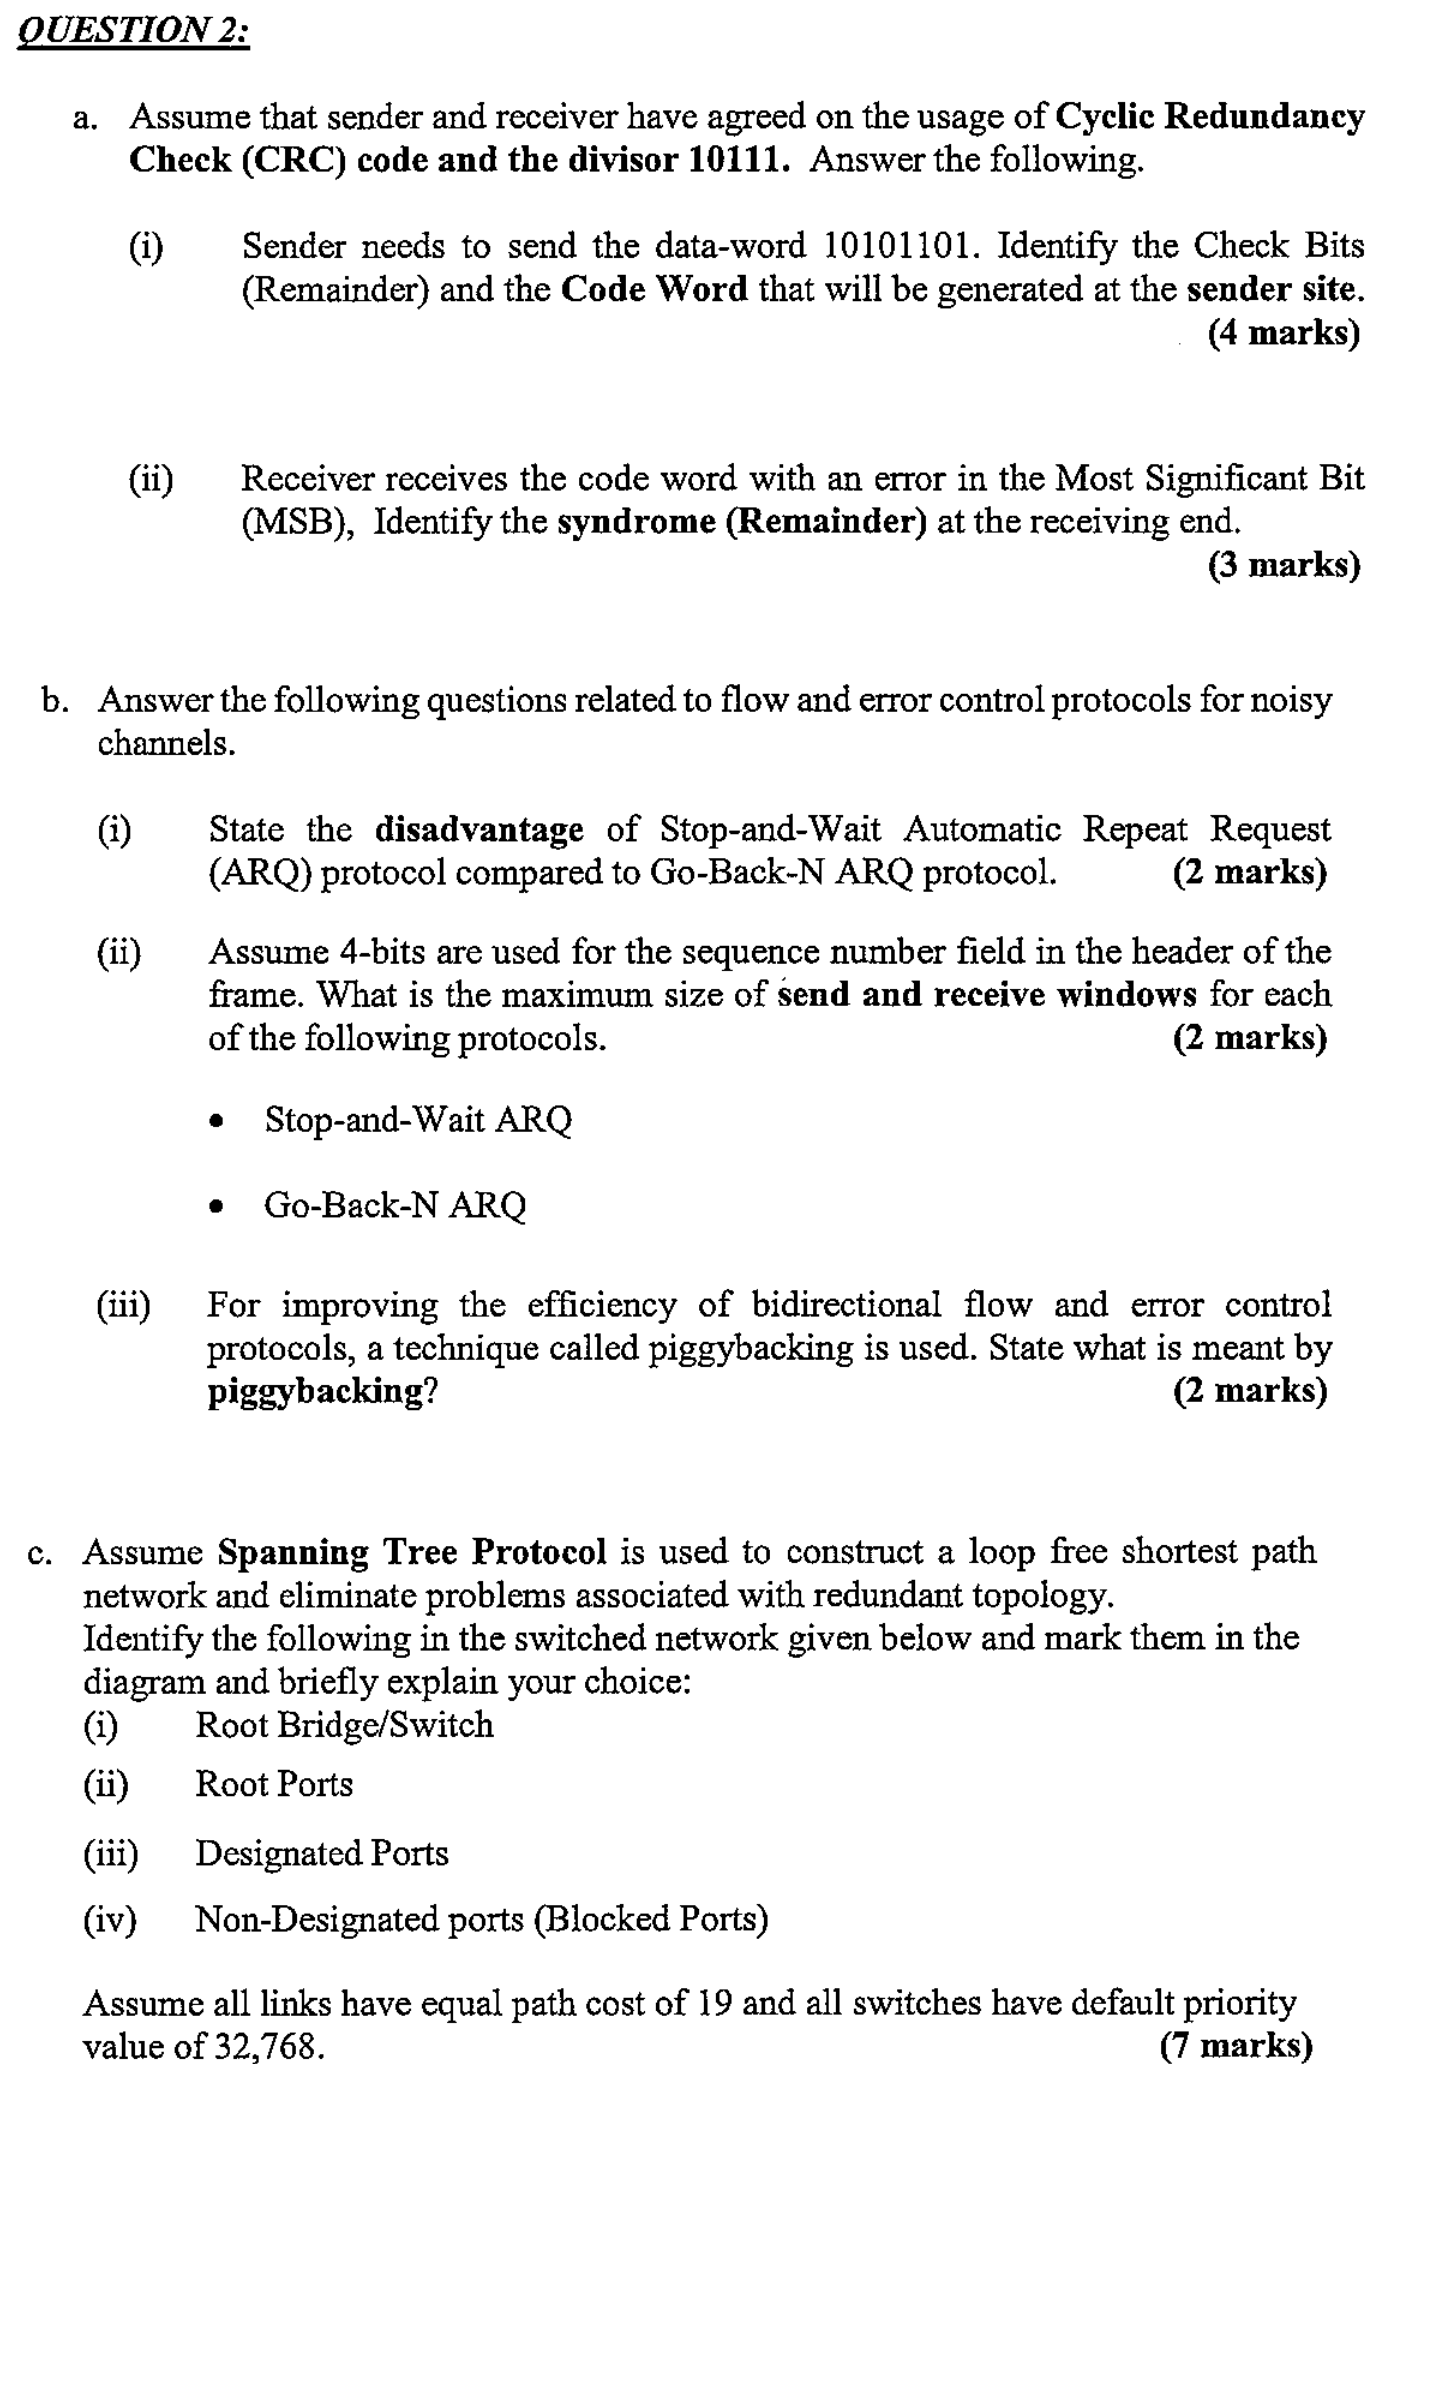 QUESTION 2:
a. Assume that sender and receiver have agreed on the usage of Cyclic Redundancy
Check (CRC) code and the divisor 10111. Answer the following.
(i) Sender needs to send the data-word 10101101. Identify the Check Bits
(Remainder) and the Code Word that will be generated at the sender site.
(4 marks)
(ii) Receiver receives the code word with an error in the Most Significant Bit
(MSB), Identify the syndrome (Remainder) at the receiving end.
(3 marks)
b. Answer the following questions related to flow and error control protocols for noisy
channels.
(i) State the disadvantage of Stop-and-Wait Automatic Repeat Request
(ARQ) protocol compared to Go-Back-N ARQ protocol. (2 marks)
(ii) Assume 4-bits are used for the sequence number field in the header of the
frame. What is the maximum size of send and receive windows for each
of the following protocols. (2 marks)
• Stop-and-Wait ARQ
• Go-Back-N ARQ
(iii) For improving the efficiency of bidirectional flow and error control
protocols, a technique called piggybacking is used. State what is meant by
piggybacking? (2 marks)
c. Assume Spanning Tree Protocol is used to construct a loop free shortest path
network and eliminate problems associated with redundant topology.
Identify the following in the switched network given below and mark them in the
diagram and briefly explain your choice:
(i) Root Bridge/Switch
(ii) Root Ports
(iii) Designated Ports
(iv) Non-Designated ports (Blocked Ports)
Assume all links have equal path cost of 19 and all switches have default priority
value of 32,768. (7 marks)